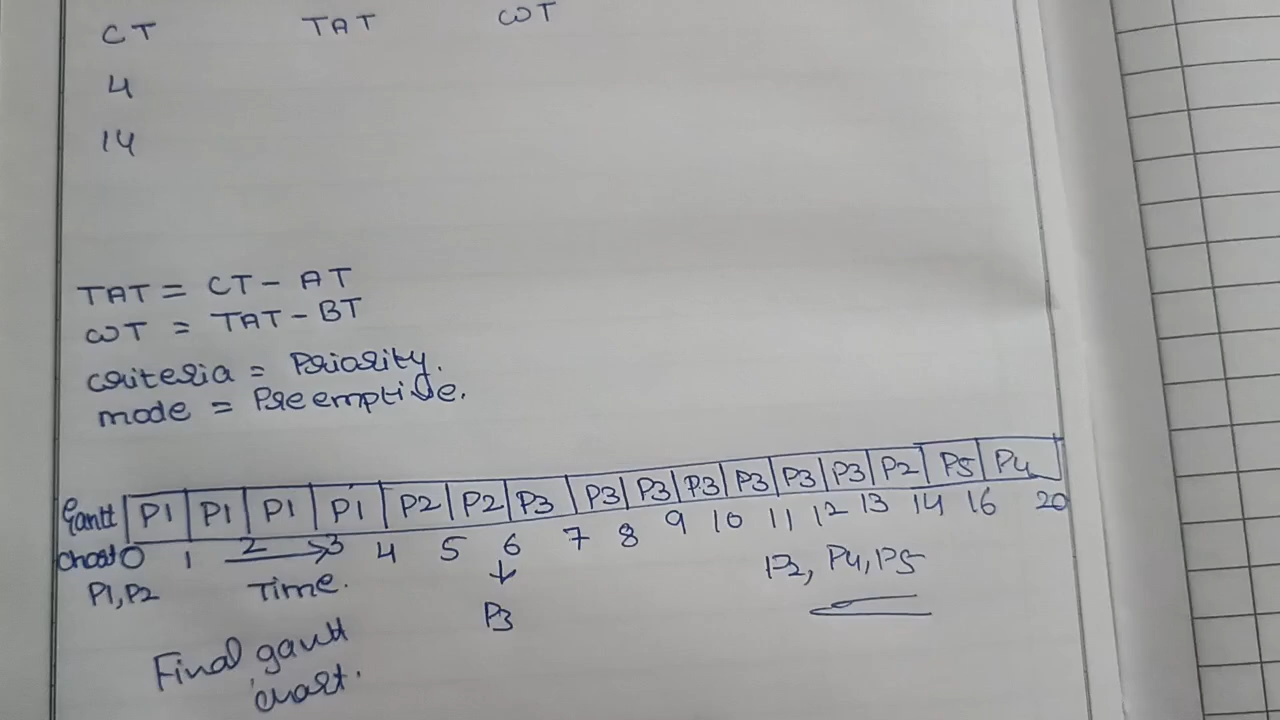 CT TAT WT
4
14
TAT = CT - AT
WT = TAT - BT
criteria = Priority.
mode = Preemptive.
Gantt P1 P1 P1 P1 P2 P2 P3 P3 P3 P3 P3 P3 P3 P2 P5 P4
chart 0 1 2 3 4 5 6 7 8 9 10 11 12 13 14 16 20
P1, P2 Time. P3 P2, P4, P5
Final gantt
chart.